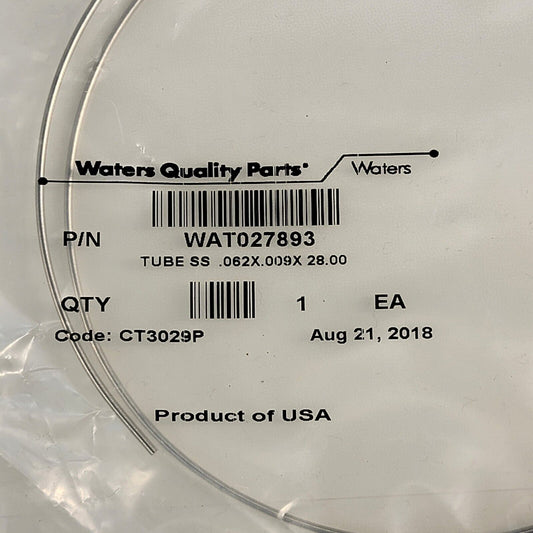 Waters Quality Parts•
Waters
P/N WAT027893
TUBE SS .062X.009X 28.00
QTY 1 EA
Code: CT3029P Aug 21, 2018
Product of USA